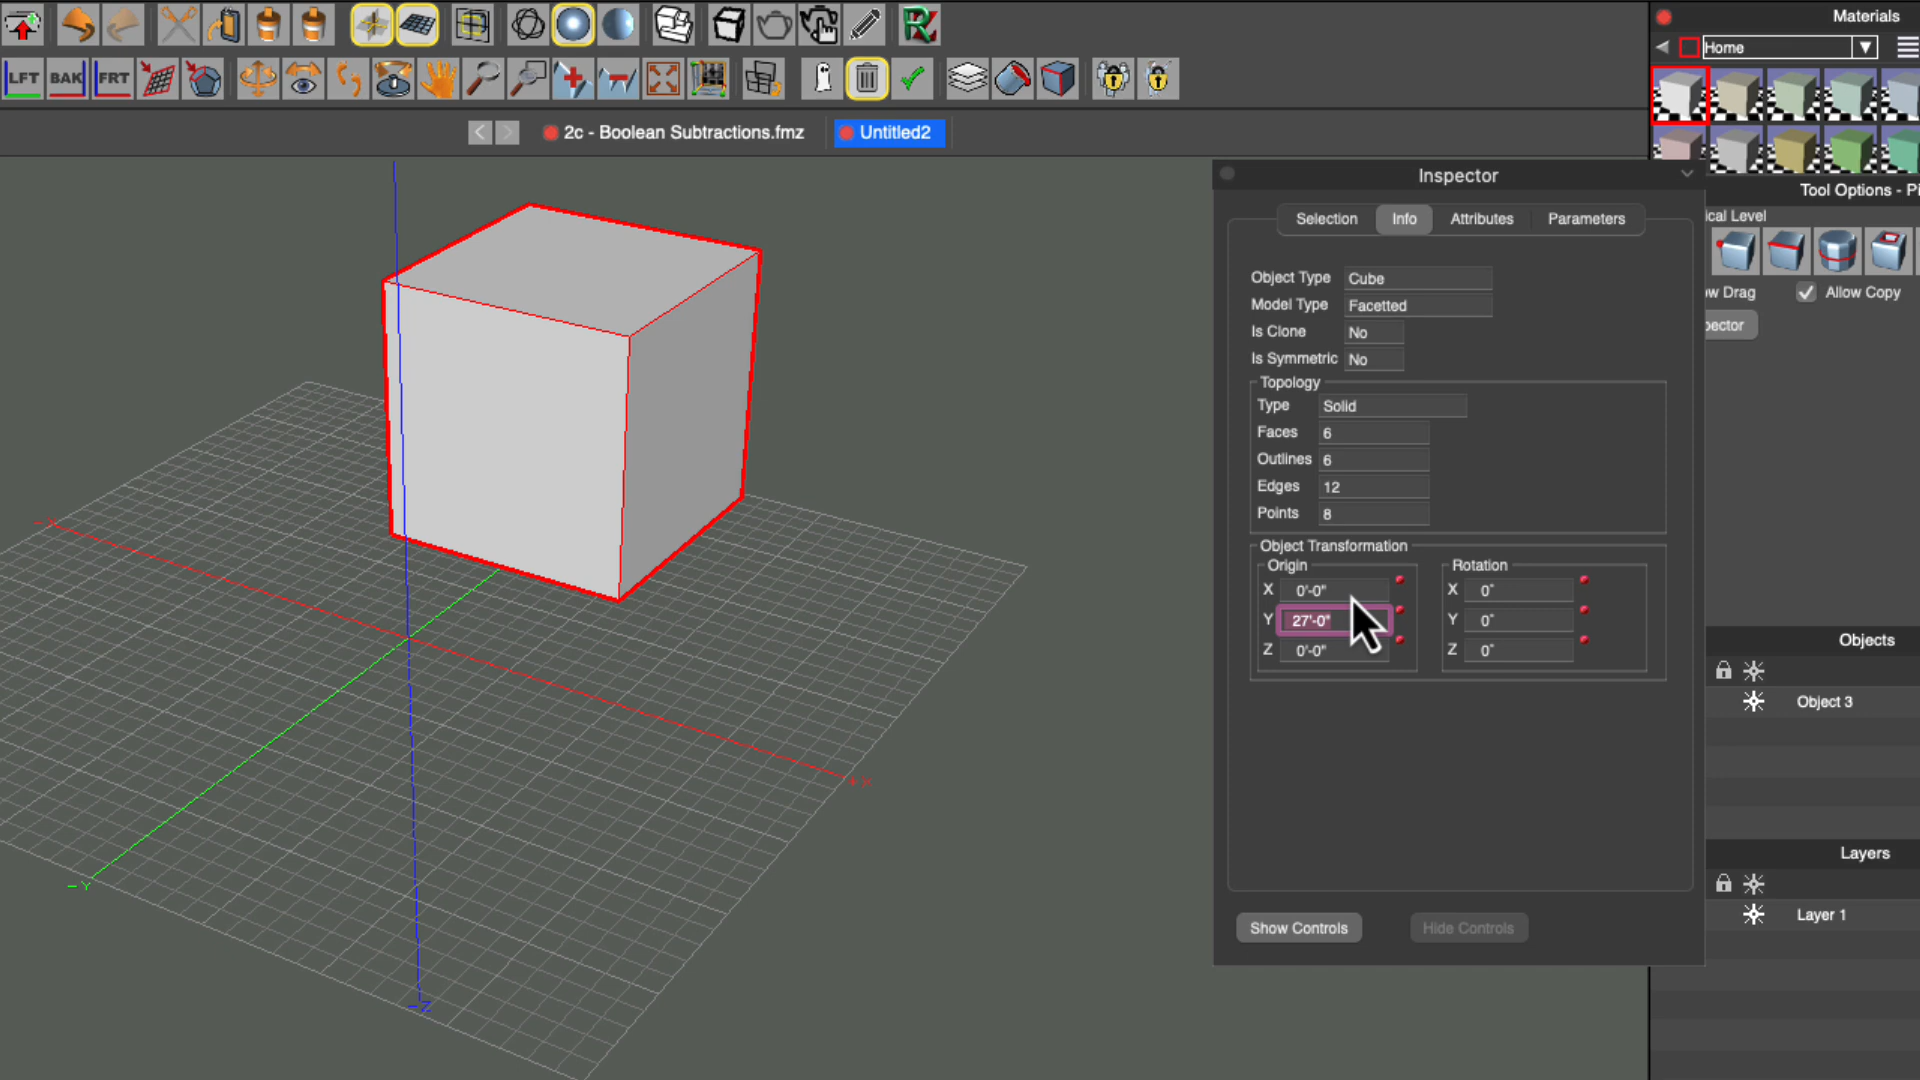 Materials
Home
LFT BAK FRT
2c - Boolean Subtractions.fmz
Untitled2
Inspector
Selection Info Attributes Parameters
Tool Options - Pi
ical Level
Object Type Cube
Model Type Facetted
Is Clone No
Is Symmetric No
ow Drag Allow Copy
pector
Topology
Type Solid
Faces 6
Outlines 6
Edges 12
Points 8
Object Transformation
Origin Rotation
X 0'-0" X 0°
Y 27'-0" Y 0°
Z 0'-0" Z 0°
Objects
Object 3
Layers
Layer 1
Show Controls Hide Controls
+X
-Y
-Z